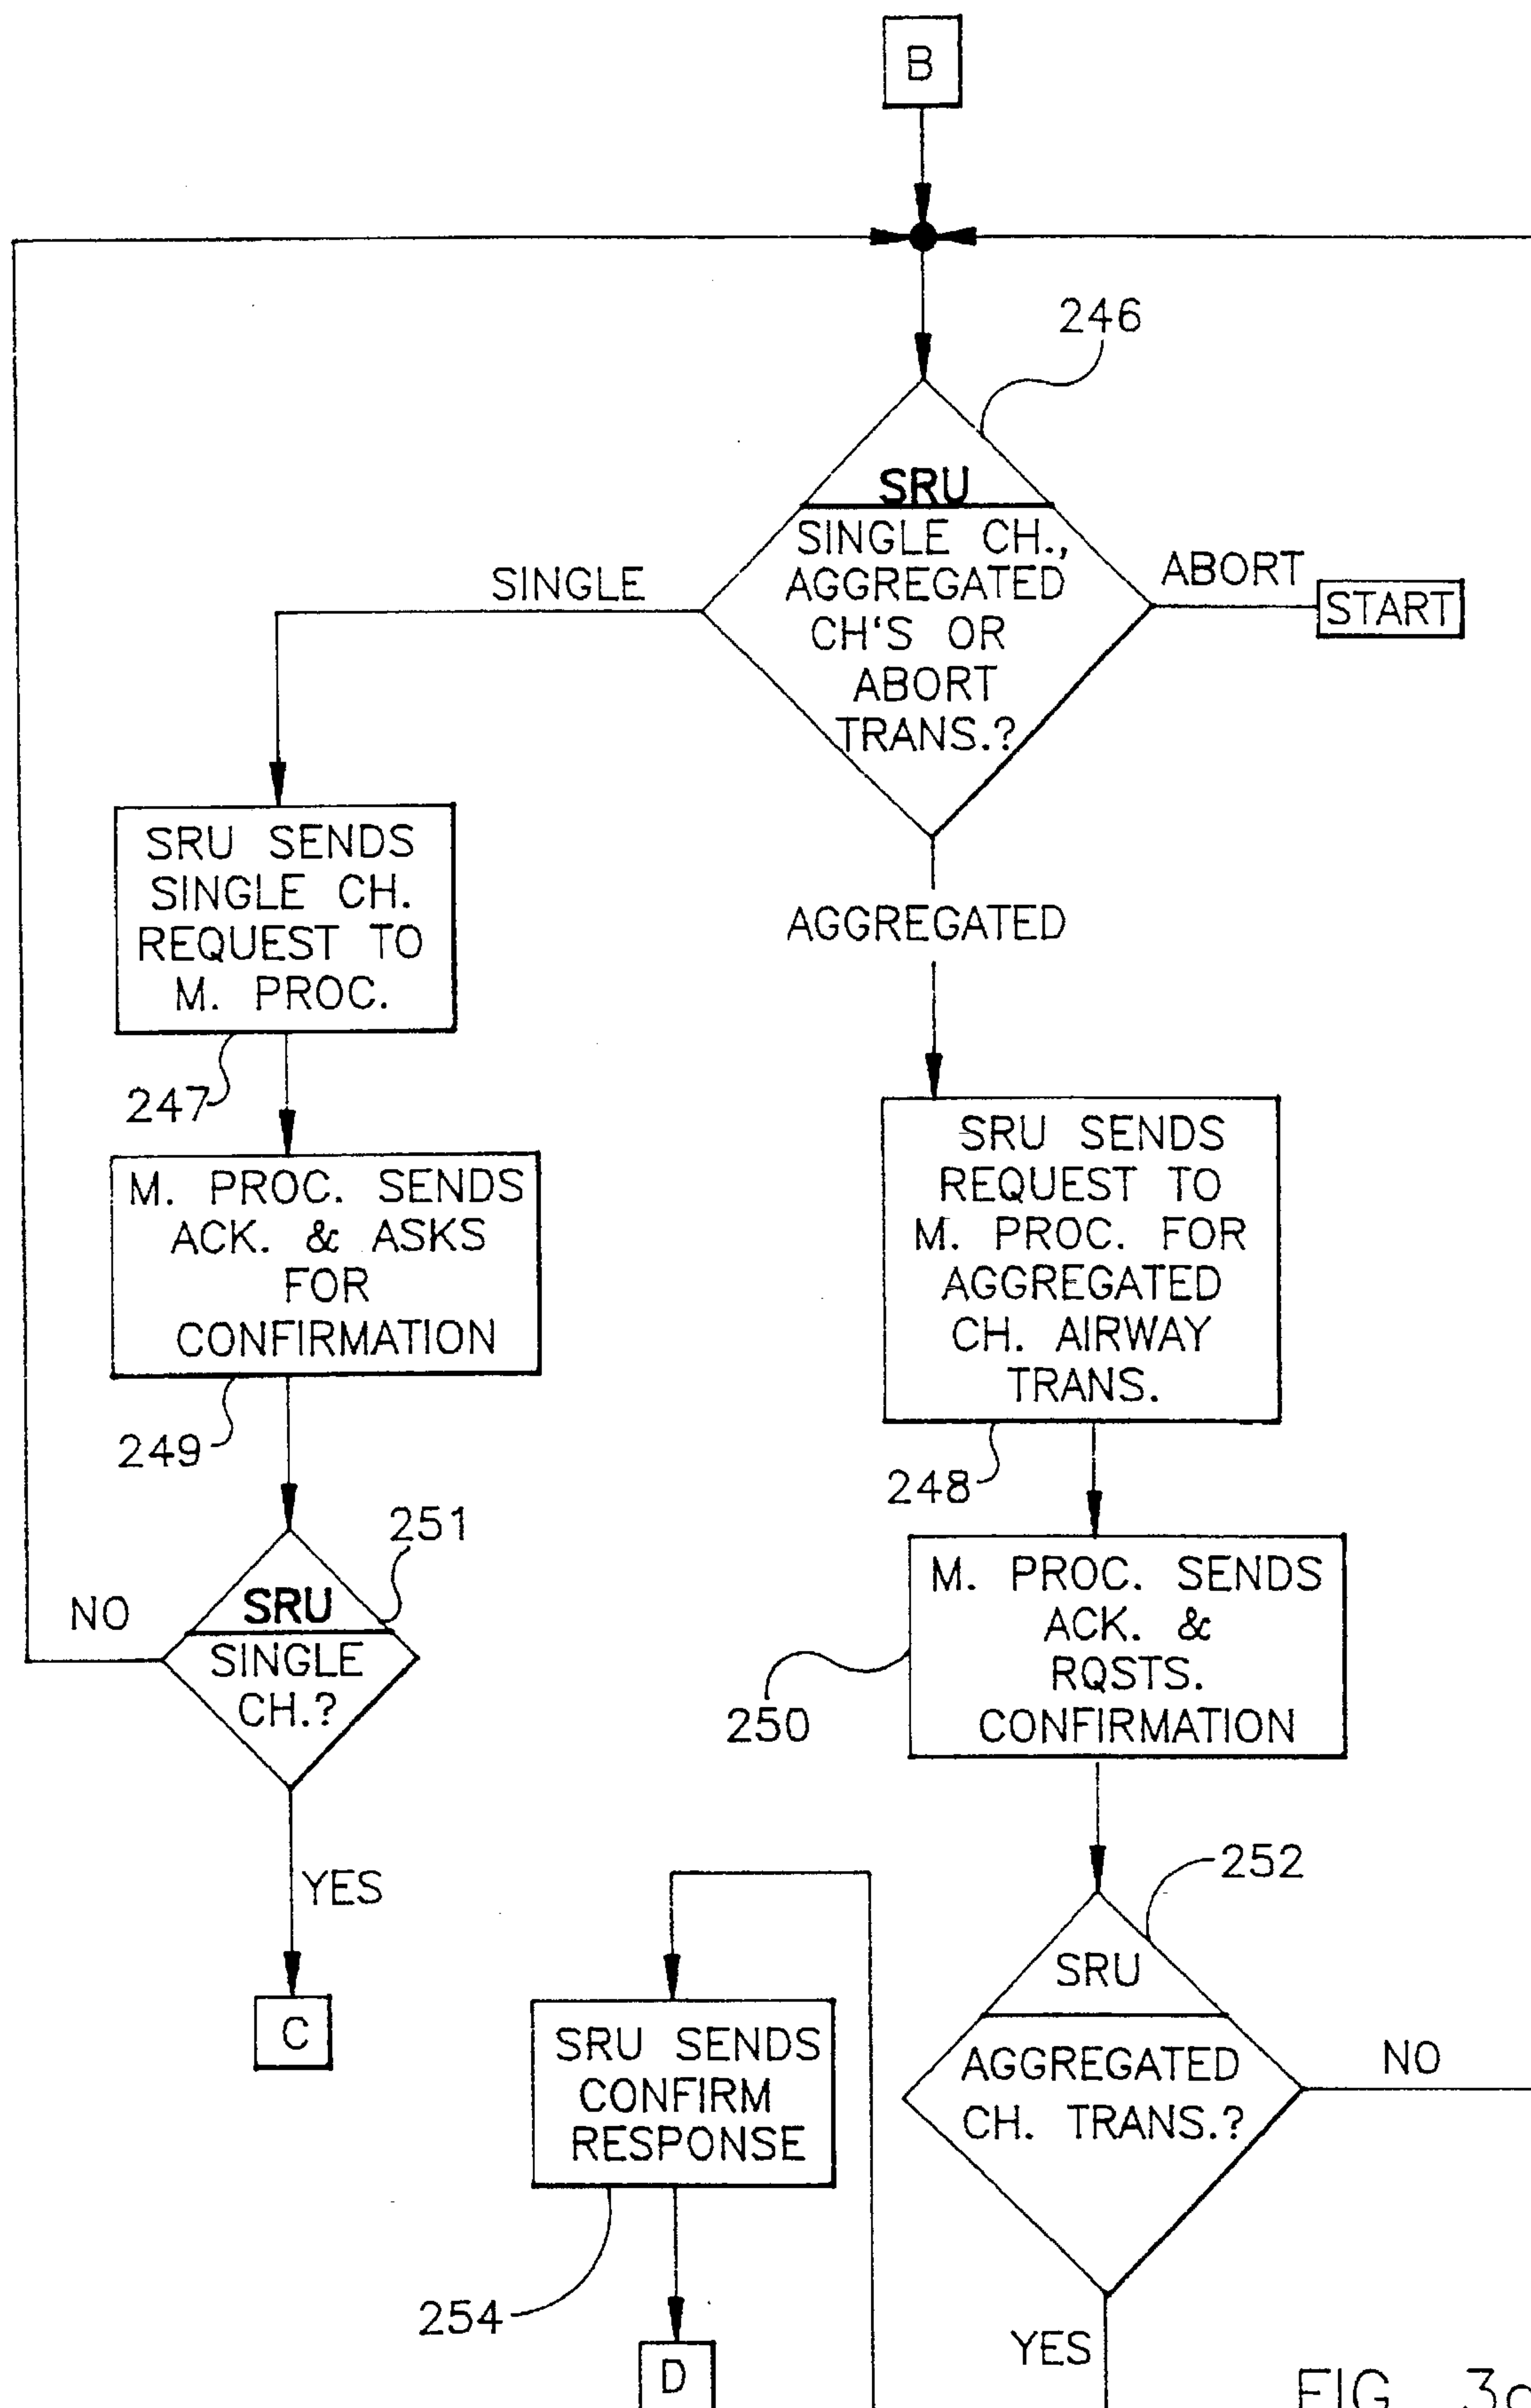 B
246
SRU
SINGLE CH.,
AGGREGATED
CH'S OR
ABORT
TRANS.?
SINGLE
ABORT
START
AGGREGATED
SRU SENDS
SINGLE CH.
REQUEST TO
M. PROC.
247
M. PROC. SENDS
ACK. & ASKS
FOR
CONFIRMATION
249
251
SRU
SINGLE
CH.?
NO
YES
C
SRU SENDS
REQUEST TO
M. PROC. FOR
AGGREGATED
CH. AIRWAY
TRANS.
248
M. PROC. SENDS
ACK. &
RQSTS.
CONFIRMATION
250
252
SRU
AGGREGATED
CH. TRANS.?
NO
YES
SRU SENDS
CONFIRM
RESPONSE
254
D
FIG.